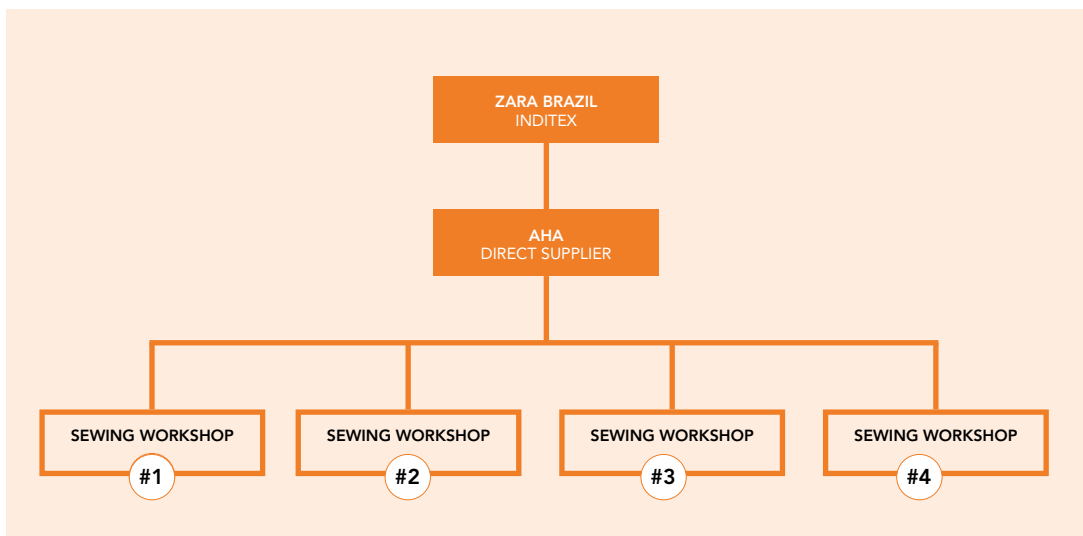 ZARA BRAZIL
INDITEX
AHA
DIRECT SUPPLIER
SEWING WORKSHOP
#1
SEWING WORKSHOP
#2
SEWING WORKSHOP
#3
SEWING WORKSHOP
#4